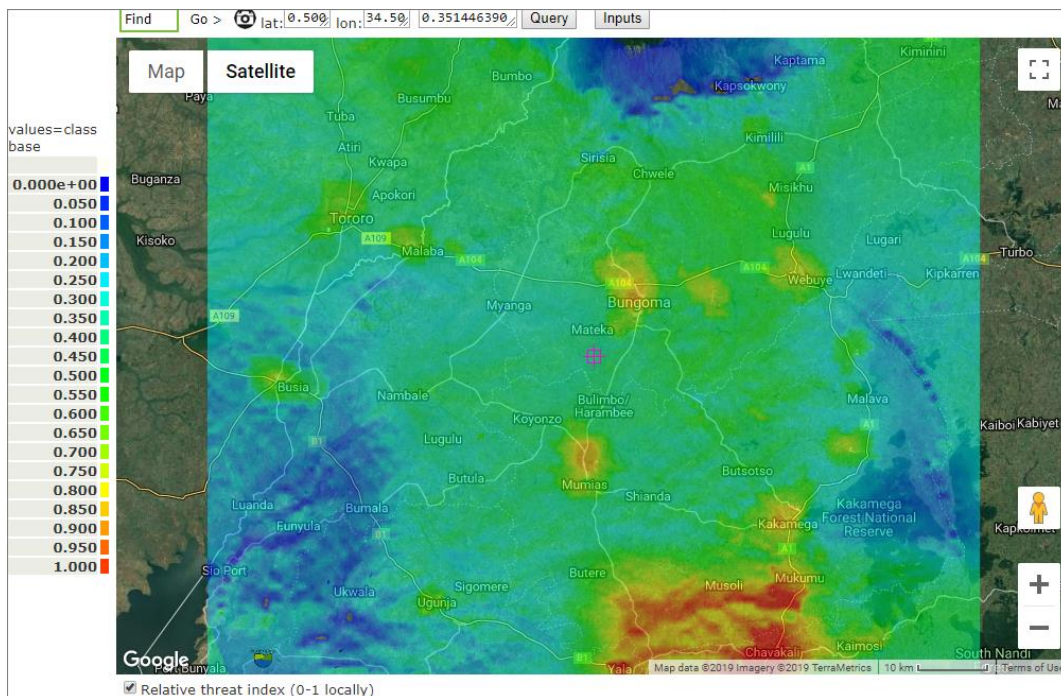 Find Go > lat: 0.500 lon: 34.50 0.351446390 Query Inputs
Map Satellite
values=class
base
0.000e+00
0.050
0.100
0.150
0.200
0.250
0.300
0.350
0.400
0.450
0.500
0.550
0.600
0.650
0.700
0.750
0.800
0.850
0.900
0.950
1.000
Kaptama
Kiminini
Bumbo
Kapsokwony
Paya
Busumbu
Tuba
Kimilili
Atiri
Sirisia
A1
Kwapa
Chwele
Buganza
Apokori
Misikhu
Tororo
Kisoko
A109
Malaba
Lugulu
Lugari
Turbo
A104
A104
A104
Lwandeti
Kipkarren
A104
Webuye
Bungoma
Myanga
A109
Mateka
Busia
Nambale
Bulimbo/
Harambee
Malava
Koyonzo
Kaiboi
Kabiyet
B1
Lugulu
A1
Butula
Butsotso
Mumias
Shianda
Luanda
Bumala
Kakamega
Forest National
Reserve
Funyula
Kakamega
B1
A1
Sio Port
Butere
Musoli
Mukumu
Ukwala
Sigomere
Ugunja
Chavakali
Kaimosi
South Nandi
Google
Bunyala
B1
Yala
Map data ©2019 Imagery ©2019 TerraMetrics
10 km
Terms of Use
Relative threat index (0-1 locally)